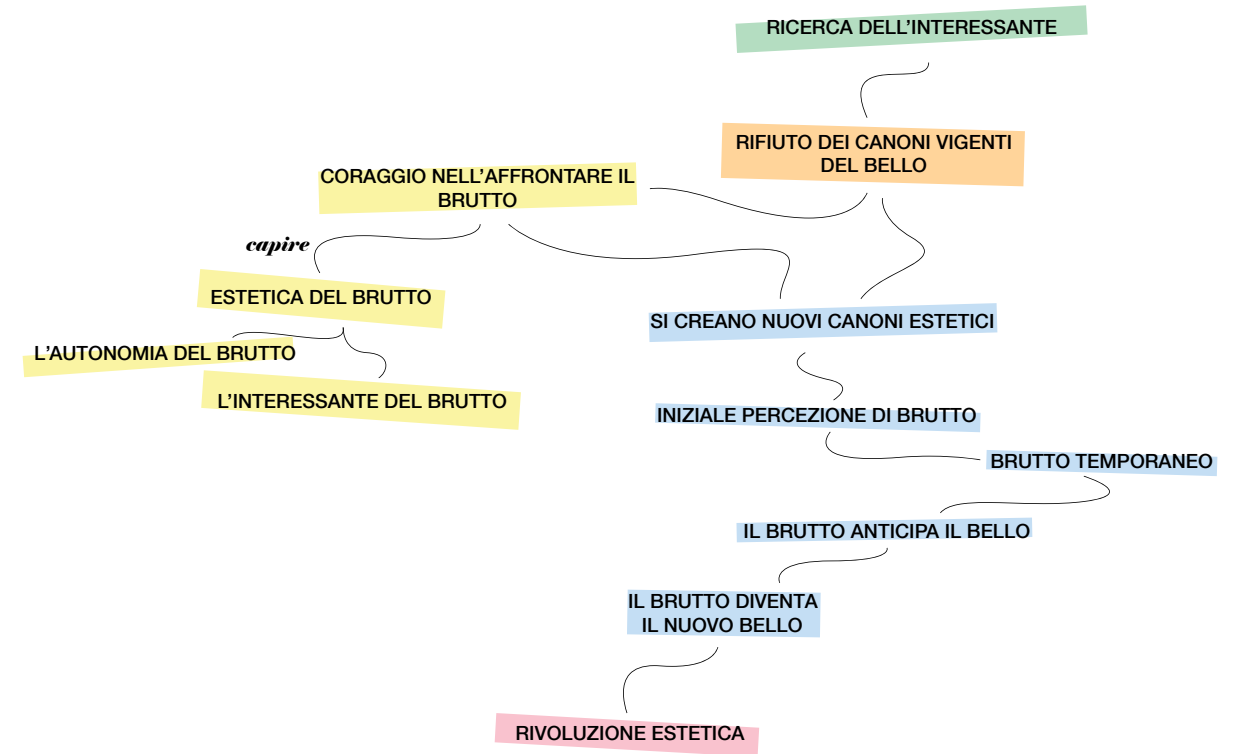 RICERCA DELL'INTERESSANTE
RIFIUTO DEI CANONI VIGENTI
DEL BELLO
CORAGGIO NELL'AFFRONTARE IL
BRUTTO
capire
ESTETICA DEL BRUTTO
L'AUTONOMIA DEL BRUTTO
L'INTERESSANTE DEL BRUTTO
SI CREANO NUOVI CANONI ESTETICI
INIZIALE PERCEZIONE DI BRUTTO
BRUTTO TEMPORANEO
IL BRUTTO ANTICIPA IL BELLO
IL BRUTTO DIVENTA
IL NUOVO BELLO
RIVOLUZIONE ESTETICA